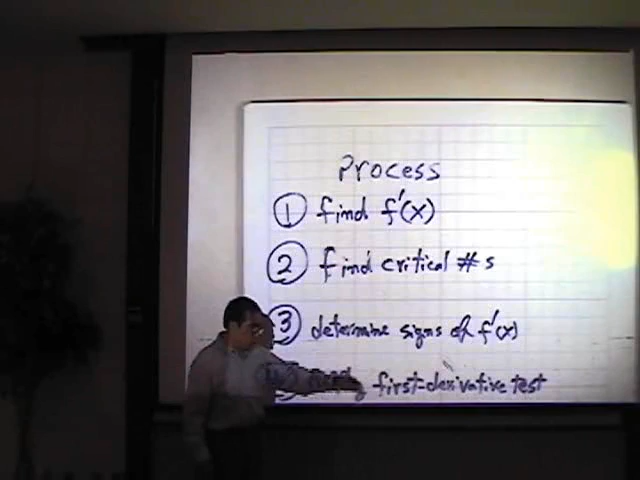 Process
① find f'(x)
② find critical #s
③ determine signs of f'(x)
first-derivative test